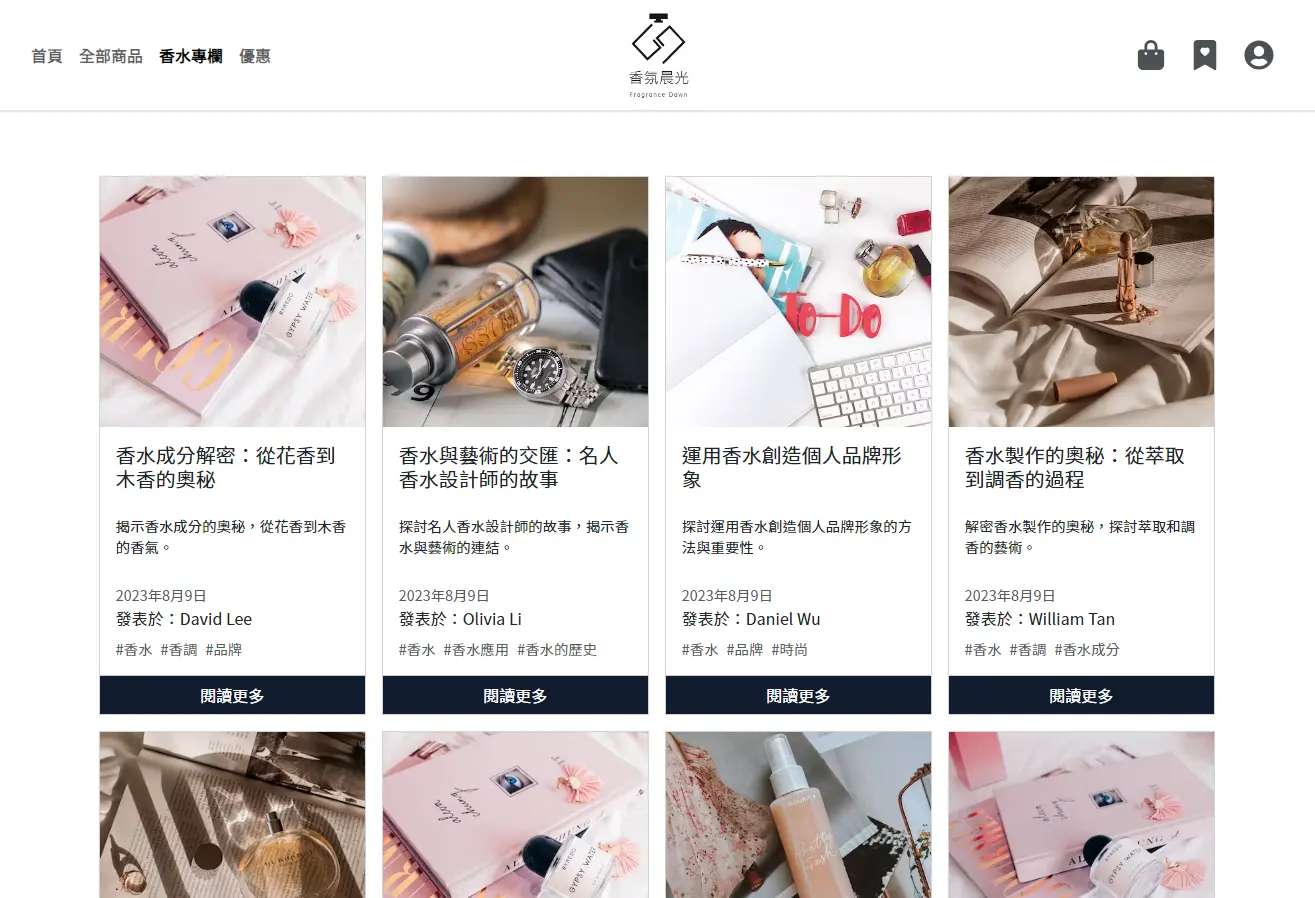 首頁 全部商品 香水專欄 優惠
香氛晨光
Fragrance Dawn
香水成分解密：從花香到
木香的奧秘
揭示香水成分的奧秘，從花香到木香
的香氣。
2023年8月9日
發表於：David Lee
#香水 #香調 #品牌
閱讀更多
香水與藝術的交匯：名人
香水設計師的故事
探討名人香水設計師的故事，揭示香
水與藝術的連結。
2023年8月9日
發表於：Olivia Li
#香水 #香水應用 #香水的歷史
閱讀更多
To-Do
運用香水創造個人品牌形
象
探討運用香水創造個人品牌形象的方
法與重要性。
2023年8月9日
發表於：Daniel Wu
#香水 #品牌 #時尚
閱讀更多
香水製作的奧秘：從萃取
到調香的過程
解密香水製作的奧秘，探討萃取和調
香的藝術。
2023年8月9日
發表於：William Tan
#香水 #香調 #香水成分
閱讀更多
alexa
chung
BYREDO
GYPSY WATER
Pretty
Fresh